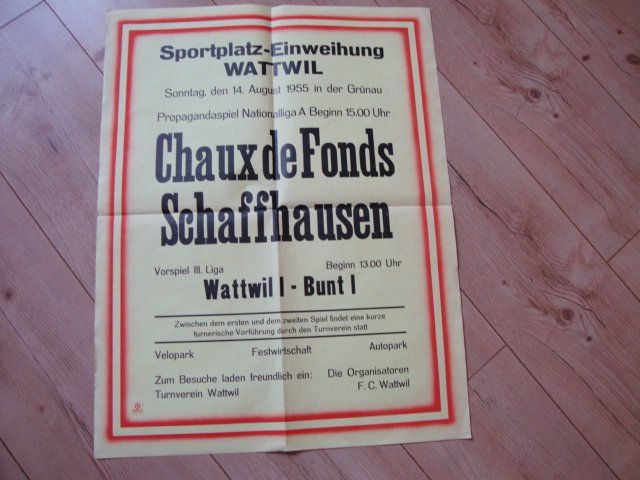 Sportplatz-Einweihung
WATTWIL
Sonntag, den 14. August 1955 in der Grünau
Propagandaspiel Nationalliga A Beginn 15.00 Uhr
Chaux de Fonds
Schaffhausen
Vorspiel III. Liga Beginn 13.00 Uhr
Wattwil I - Bunt I
Zwischen dem ersten und dem zweiten Spiel findet eine kurze
turnerische Vorführung durch den Turnverein statt
Velopark Festwirtschaft Autopark
Zum Besuche laden freundlich ein: Die Organisatoren
Turnverein Wattwil F. C. Wattwil